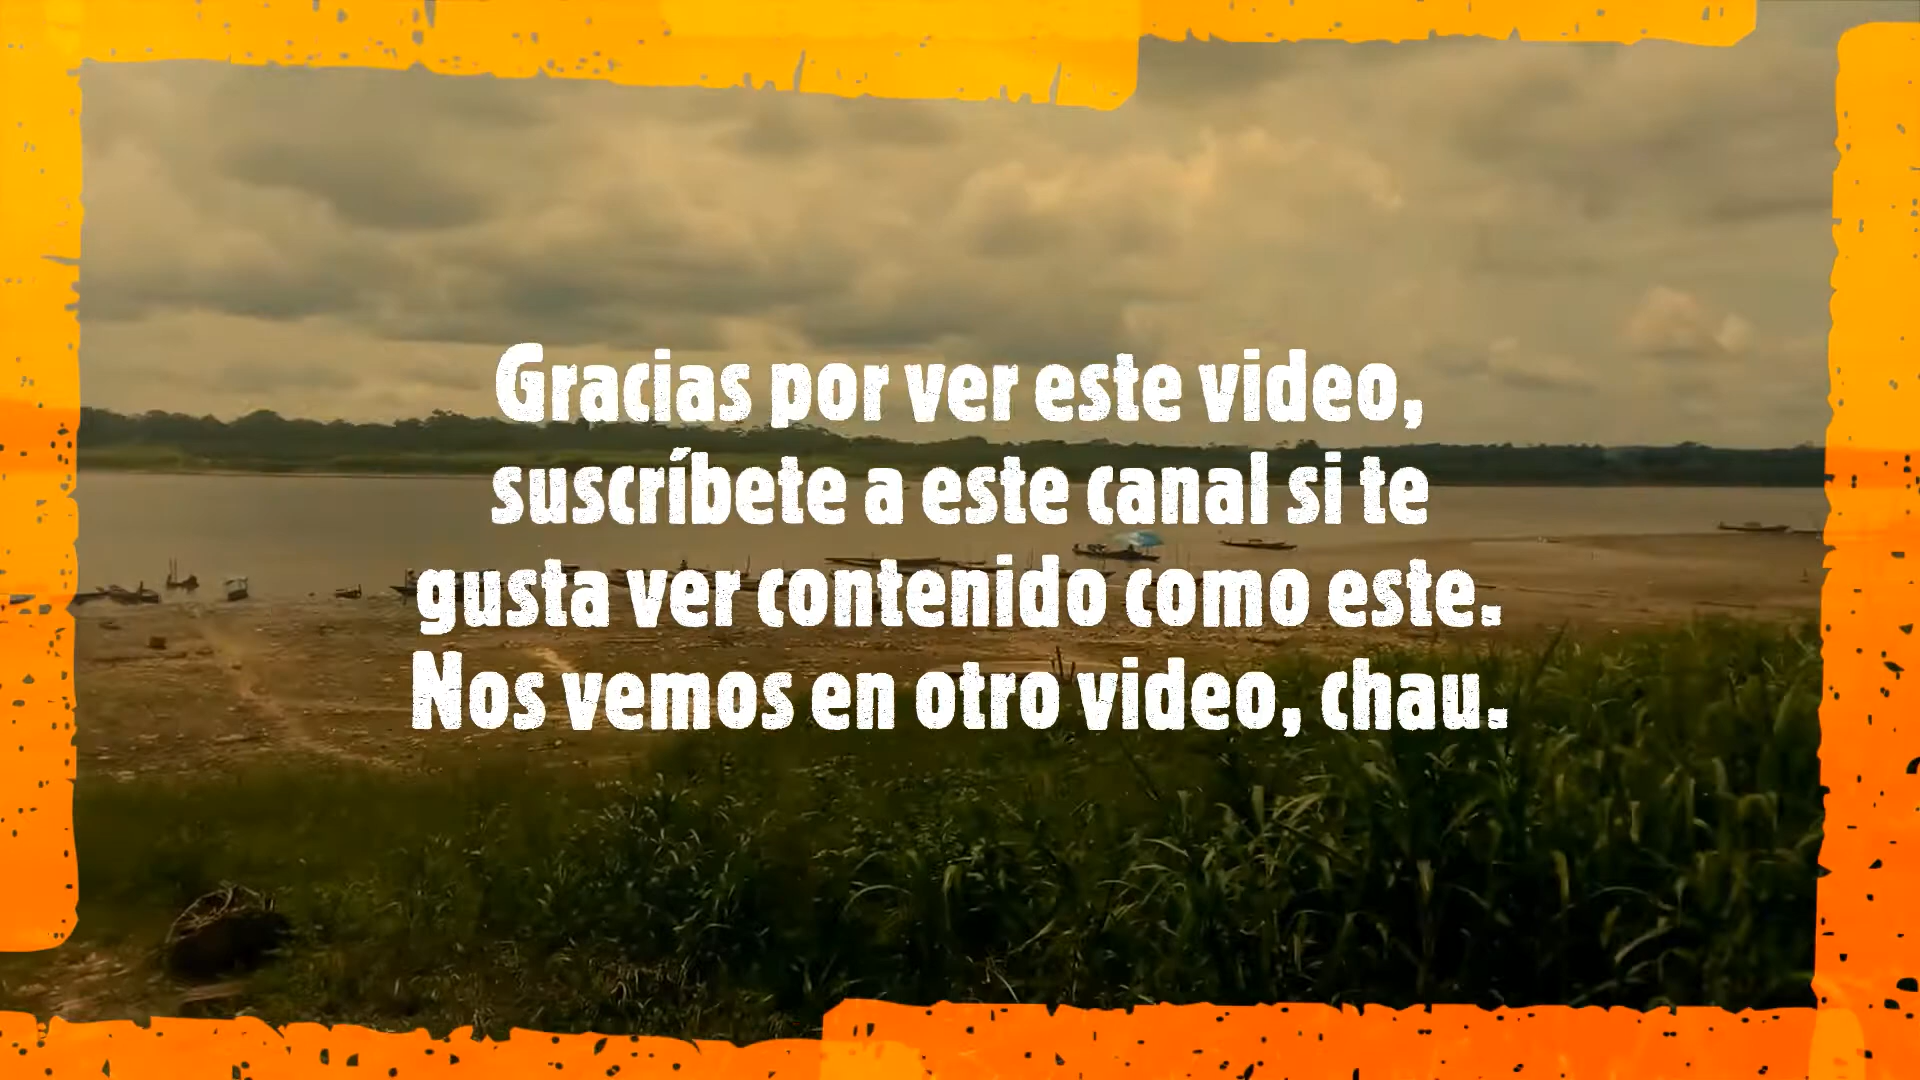 Gracias por ver este video,
suscríbete a este canal si te
gusta ver contenido como este.
Nos vemos en otro video, chau.